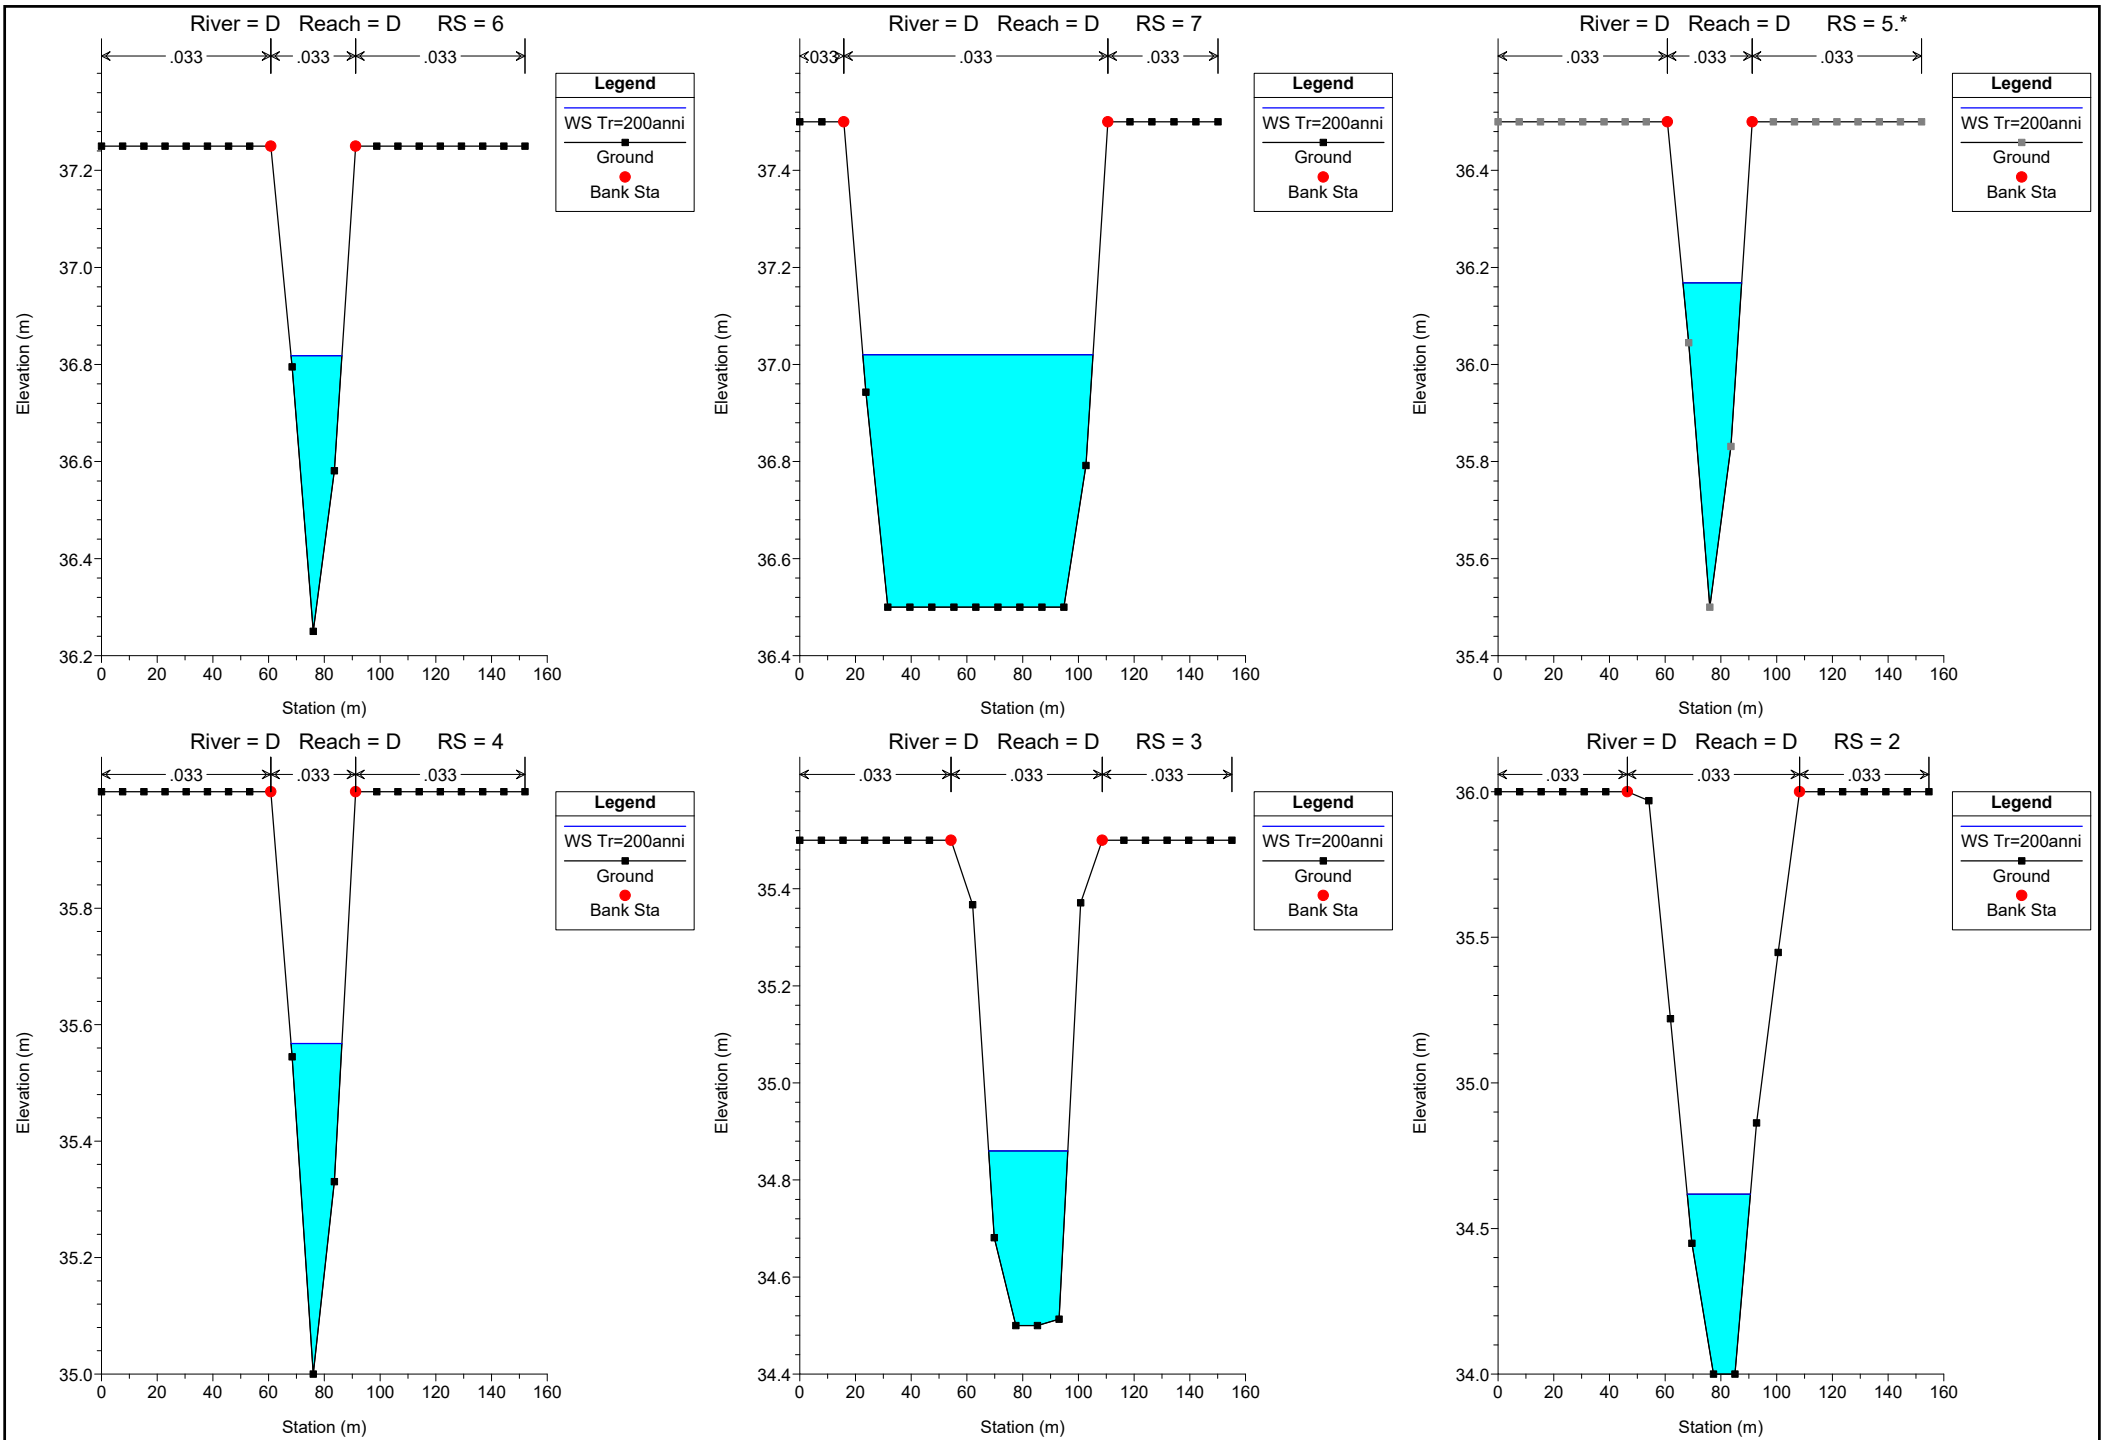 River = D Reach = D RS = 6
.033 .033 .033
Legend
WS Tr=200anni
Ground
Bank Sta
37.2
37.0
36.8
36.6
36.4
36.2
Elevation (m)
0 20 40 60 80 100 120 140 160
Station (m)
River = D Reach = D RS = 7
.033 .033 .033
Legend
WS Tr=200anni
Ground
Bank Sta
37.4
37.2
37.0
36.8
36.6
36.4
Elevation (m)
0 20 40 60 80 100 120 140 160
Station (m)
River = D Reach = D RS = 5.*
.033 .033 .033
Legend
WS Tr=200anni
Ground
Bank Sta
36.4
36.2
36.0
35.8
35.6
35.4
Elevation (m)
0 20 40 60 80 100 120 140 160
Station (m)
River = D Reach = D RS = 4
.033 .033 .033
Legend
WS Tr=200anni
Ground
Bank Sta
35.8
35.6
35.4
35.2
35.0
Elevation (m)
0 20 40 60 80 100 120 140 160
Station (m)
River = D Reach = D RS = 3
.033 .033 .033
Legend
WS Tr=200anni
Ground
Bank Sta
35.4
35.2
35.0
34.8
34.6
34.4
Elevation (m)
0 20 40 60 80 100 120 140 160
Station (m)
River = D Reach = D RS = 2
.033 .033 .033
Legend
WS Tr=200anni
Ground
Bank Sta
36.0
35.5
35.0
34.5
34.0
Elevation (m)
0 20 40 60 80 100 120 140 160
Station (m)